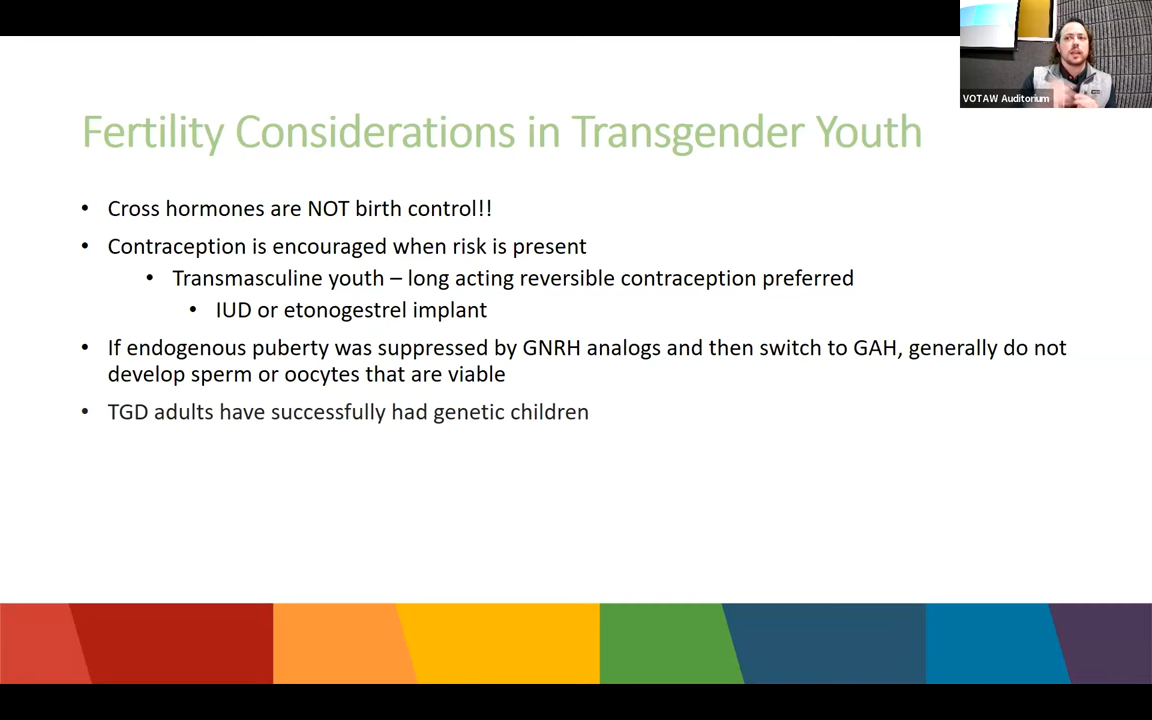 VOTAW Auditorium
Fertility Considerations in Transgender Youth
• Cross hormones are NOT birth control!!
• Contraception is encouraged when risk is present
• Transmasculine youth – long acting reversible contraception preferred
• IUD or etonogestrel implant
• If endogenous puberty was suppressed by GNRH analogs and then switch to GAH, generally do not
develop sperm or oocytes that are viable
• TGD adults have successfully had genetic children